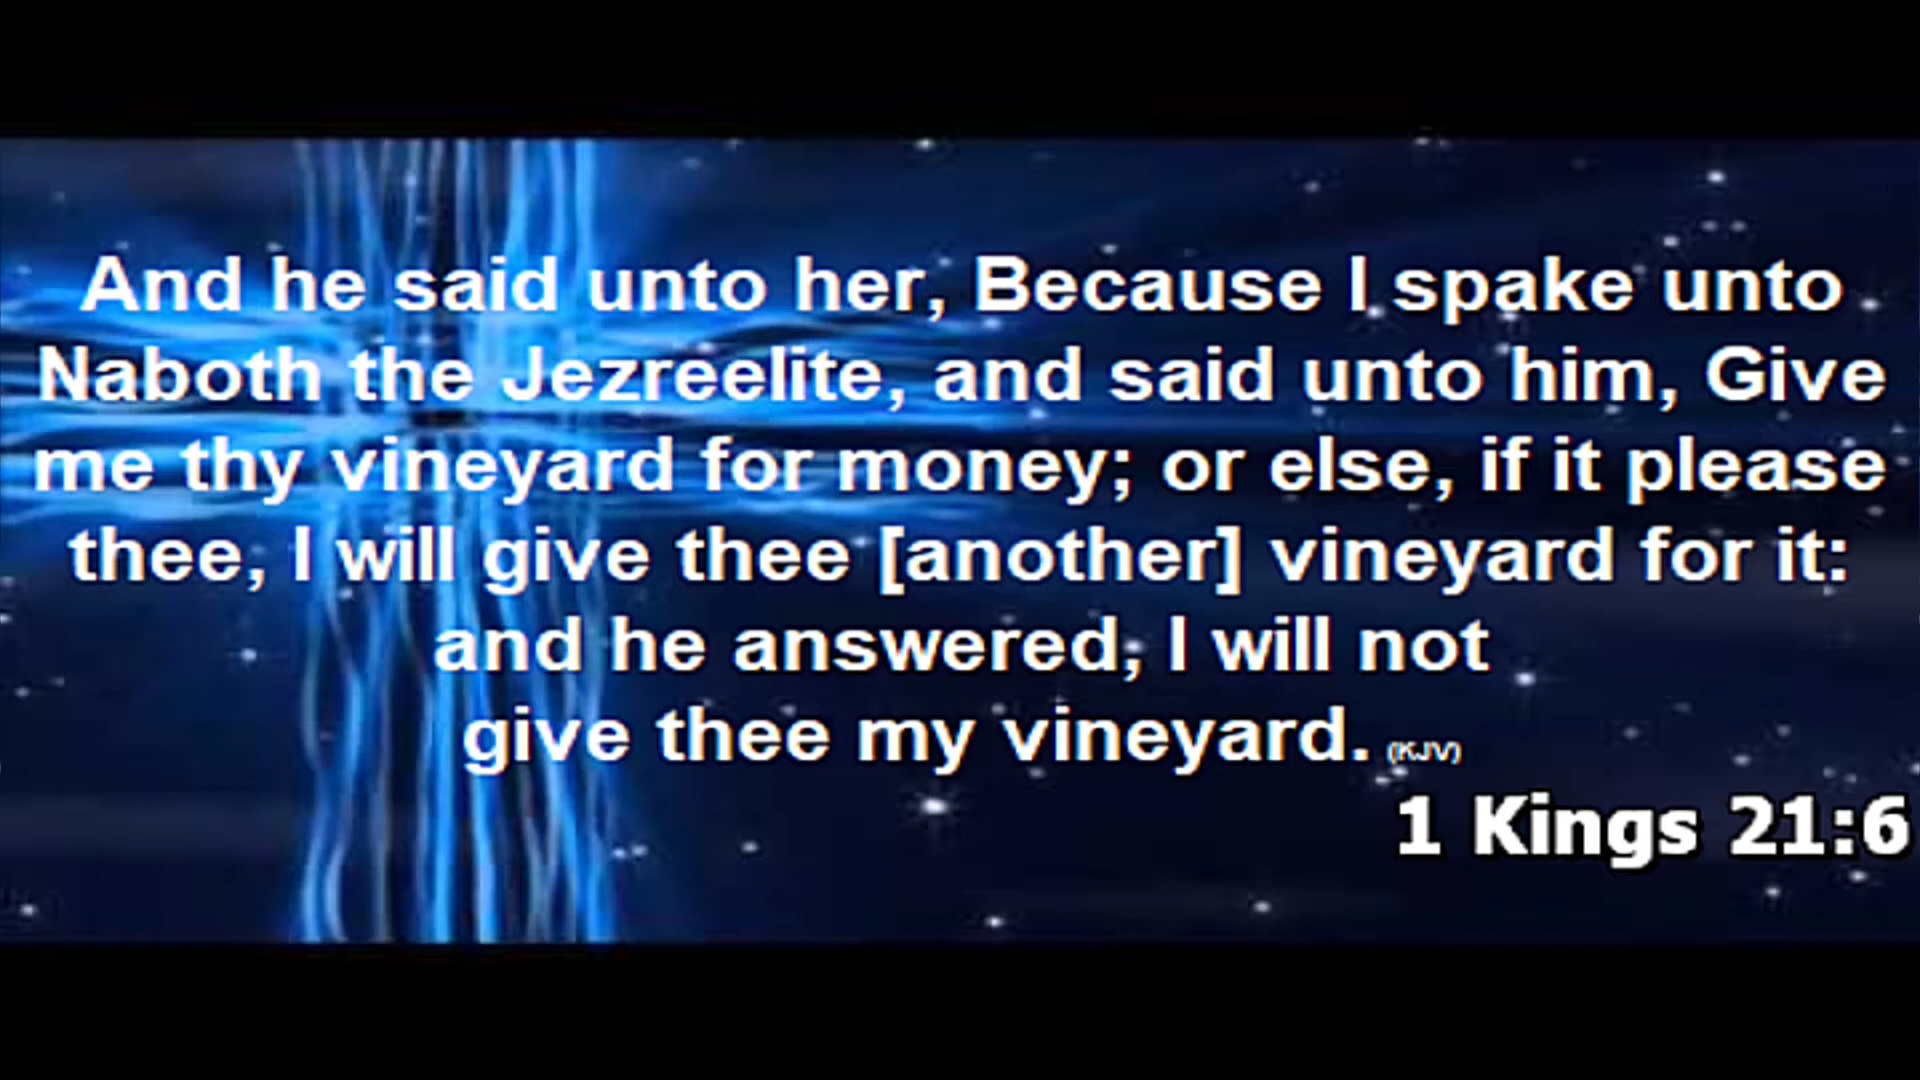 And he said unto her, Because I spake unto
Naboth the Jezreelite, and said unto him, Give
me thy vineyard for money; or else, if it please
thee, I will give thee [another] vineyard for it:
and he answered, I will not
give thee my vineyard. (KJV)
1 Kings 21:6